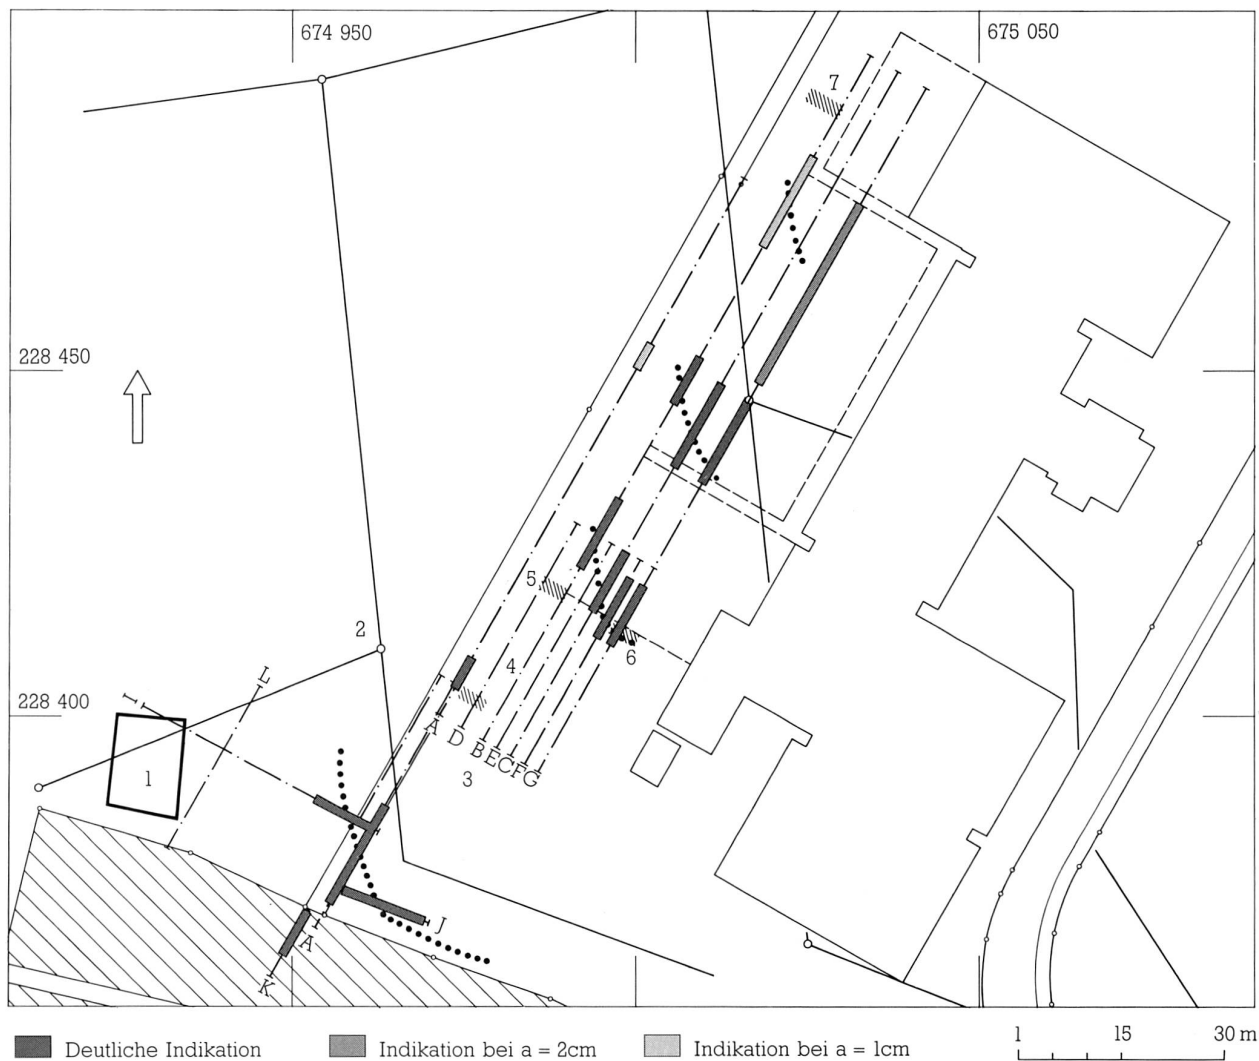 674 950
675 050
7
228 450
5
2
6
4
L
228 400
I
A
D
B
E
C
F
G
1
3
J
A
K
1 15 30 m
Deutliche Indikation
Indikation bei a = 2cm
Indikation bei a = 1cm